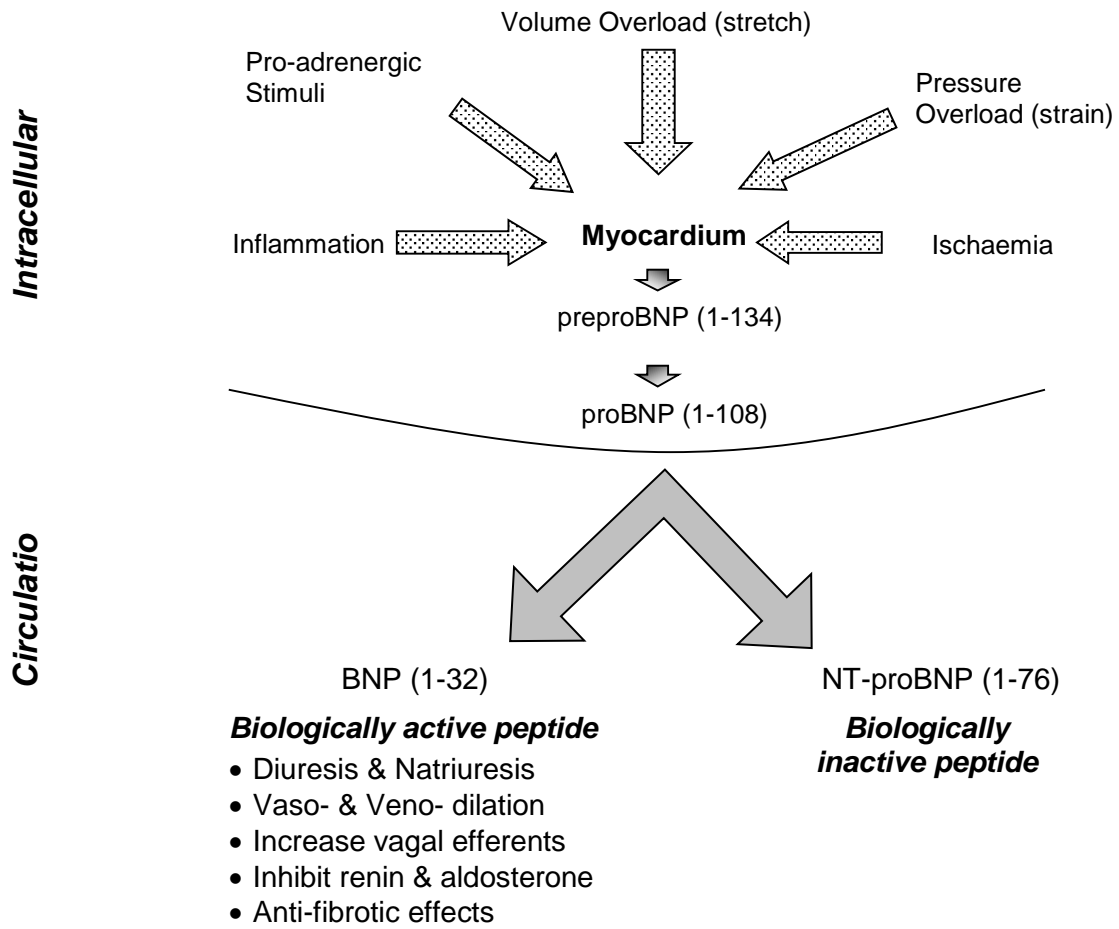 Volume Overload (stretch)
Pro-adrenergic
Stimuli
Pressure
Overload (strain)
Intracellular
Inflammation
Myocardium
Ischaemia
preproBNP (1-134)
proBNP (1-108)
Circulatio
BNP (1-32)
NT-proBNP (1-76)
Biologically active peptide
Biologically
inactive peptide
• Diuresis & Natriuresis
• Vaso- & Veno- dilation
• Increase vagal efferents
• Inhibit renin & aldosterone
• Anti-fibrotic effects